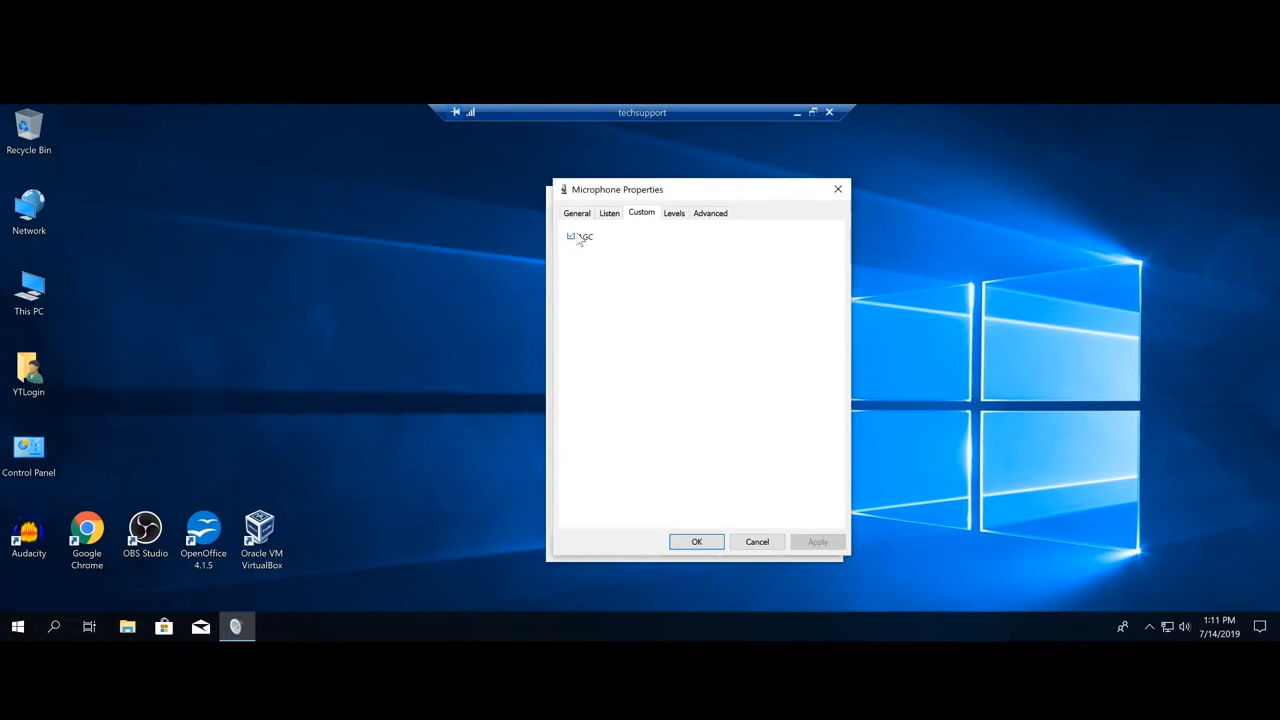 techsupport
Recycle Bin
Network
This PC
YTLogin
Control Panel
Audacity
Google Chrome
OBS Studio
OpenOffice 4.1.5
Oracle VM VirtualBox
Microphone Properties
General Listen Custom Levels Advanced
AGC
OK Cancel Apply
1:11 PM
7/14/2019